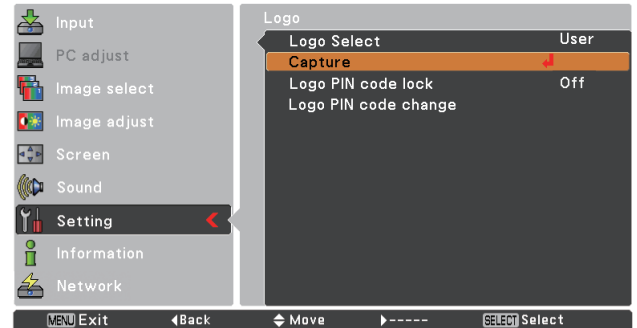 Input
PC adjust
Image select
Image adjust
Screen
Sound
Setting
Information
Network
Logo
Logo Select User
Capture
Logo PIN code lock Off
Logo PIN code change
MENU Exit Back Move ----- SELECT Select